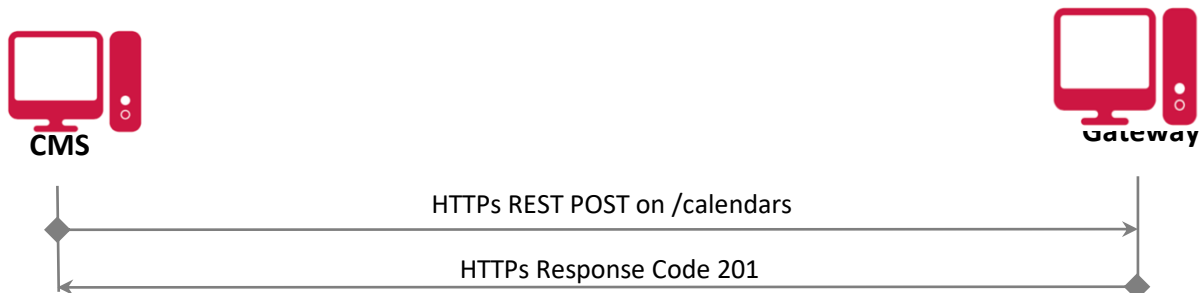 CMS
Gateway
HTTPs REST POST on /calendars
HTTPs Response Code 201